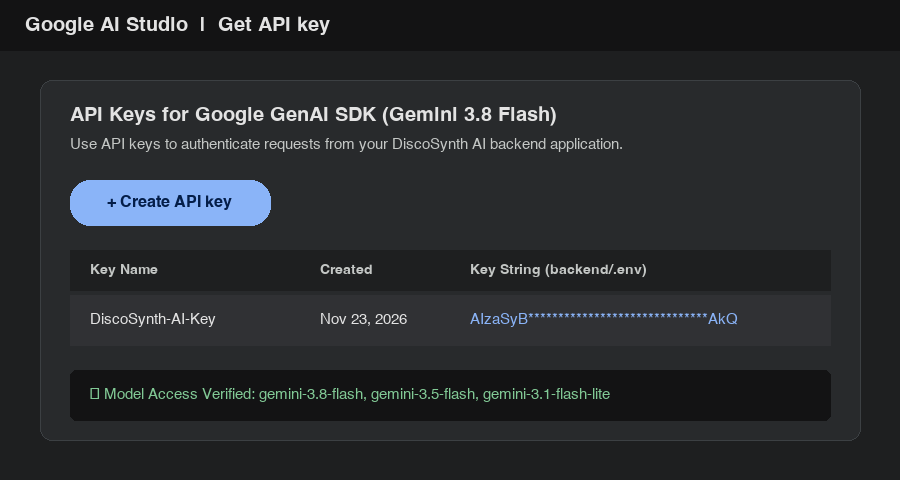 Google AI Studio | Get API key
API Keys for Google GenAI SDK (Gemini 3.8 Flash)
Use API keys to authenticate requests from your DiscoSynth AI backend application.
+ Create API key
Key Name Created Key String (backend/.env)
DiscoSynth-AI-Key Nov 23, 2026 AIzaSyB******************************AkQ
Model Access Verified: gemini-3.8-flash, gemini-3.5-flash, gemini-3.1-flash-lite